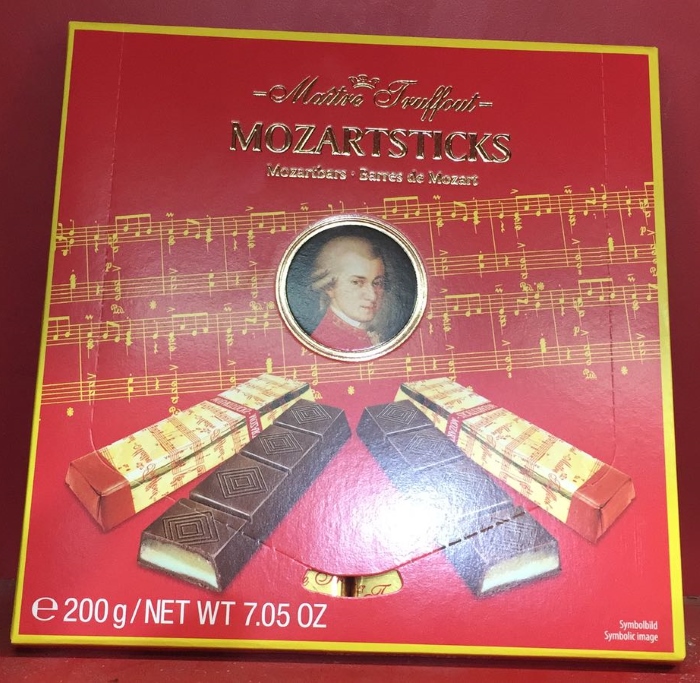 Maître Truffout
MOZARTSTICKS
Mozartbars • Barres de Mozart
e 200 g/NET WT 7.05 OZ
Symbolbild
Symbolic image